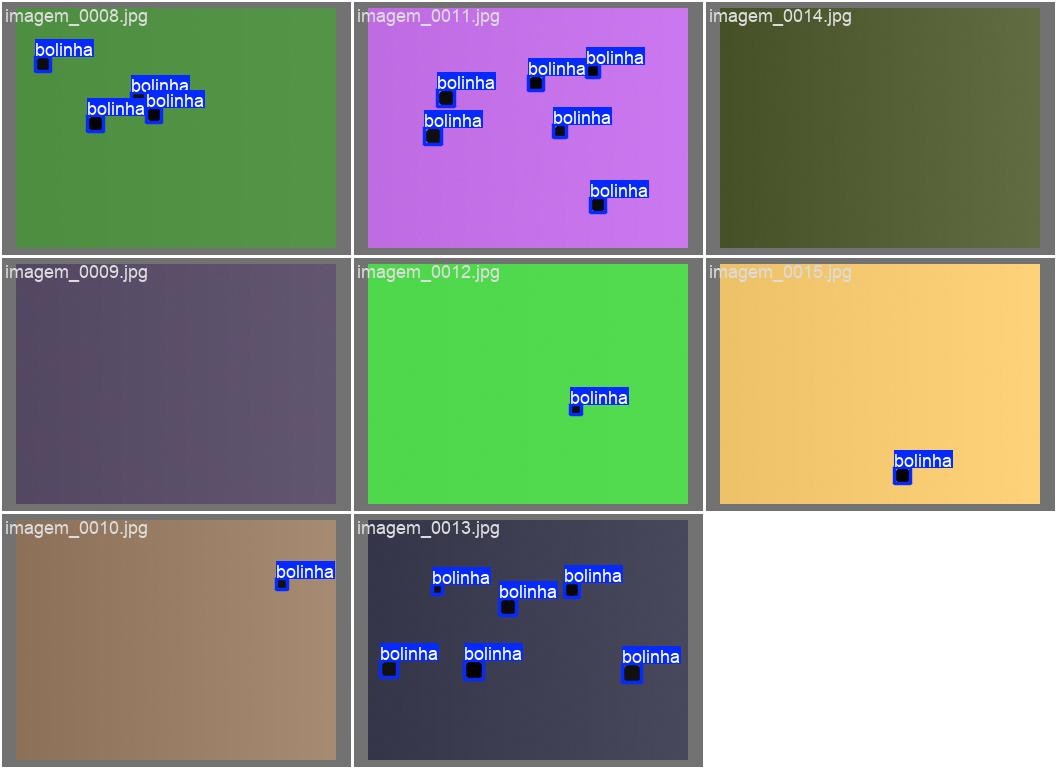 imagem_0008.jpg
bolinha
bolinha
bolinha
bolinha
imagem_0011.jpg
bolinha
bolinha
bolinha
bolinha
bolinha
bolinha
imagem_0014.jpg
imagem_0009.jpg
imagem_0012.jpg
bolinha
imagem_0015.jpg
bolinha
imagem_0010.jpg
bolinha
imagem_0013.jpg
bolinha
bolinha
bolinha
bolinha
bolinha
bolinha